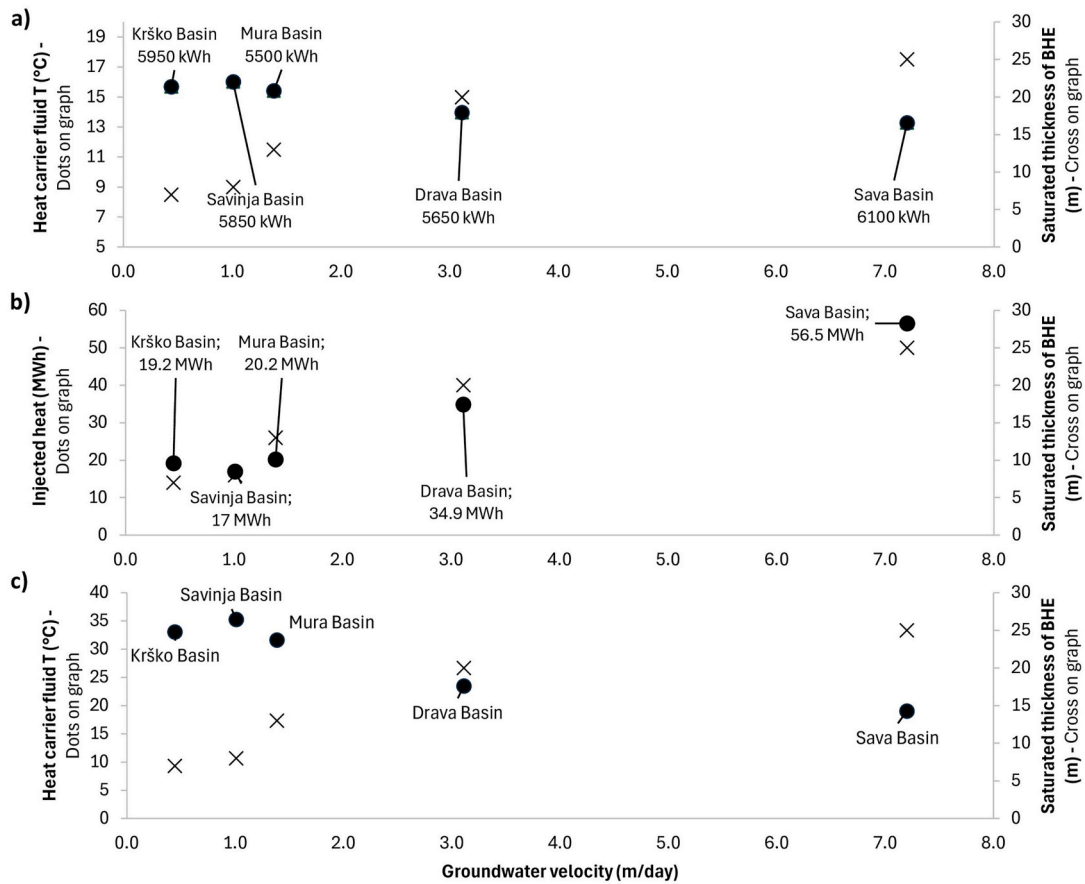 a)
Heat carrier fluid T (°C) -
Dots on graph
19
17
15
13
11
9
7
5
Krško Basin
5950 kWh
Mura Basin
5500 kWh
Savinja Basin
5850 kWh
Drava Basin
5650 kWh
Sava Basin
6100 kWh
30
25
20
15
10
5
0
Saturated thickness of BHE
(m) - Cross on graph
0.0 1.0 2.0 3.0 4.0 5.0 6.0 7.0 8.0
b)
Injected heat (MWh) -
Dots on graph
60
50
40
30
20
10
0
Krško Basin;
19.2 MWh
Mura Basin;
20.2 MWh
Savinja Basin;
17 MWh
Drava Basin;
34.9 MWh
Sava Basin;
56.5 MWh
30
25
20
15
10
5
0
Saturated thickness of BHE
(m) - Cross on graph
0.0 1.0 2.0 3.0 4.0 5.0 6.0 7.0 8.0
c)
Heat carrier fluid T (°C) -
Dots on graph
40
35
30
25
20
15
10
5
0
Savinja Basin
Mura Basin
Krško Basin
Drava Basin
Sava Basin
30
25
20
15
10
5
0
Saturated thickness of BHE
(m) - Cross on graph
0.0 1.0 2.0 3.0 4.0 5.0 6.0 7.0 8.0
Groundwater velocity (m/day)